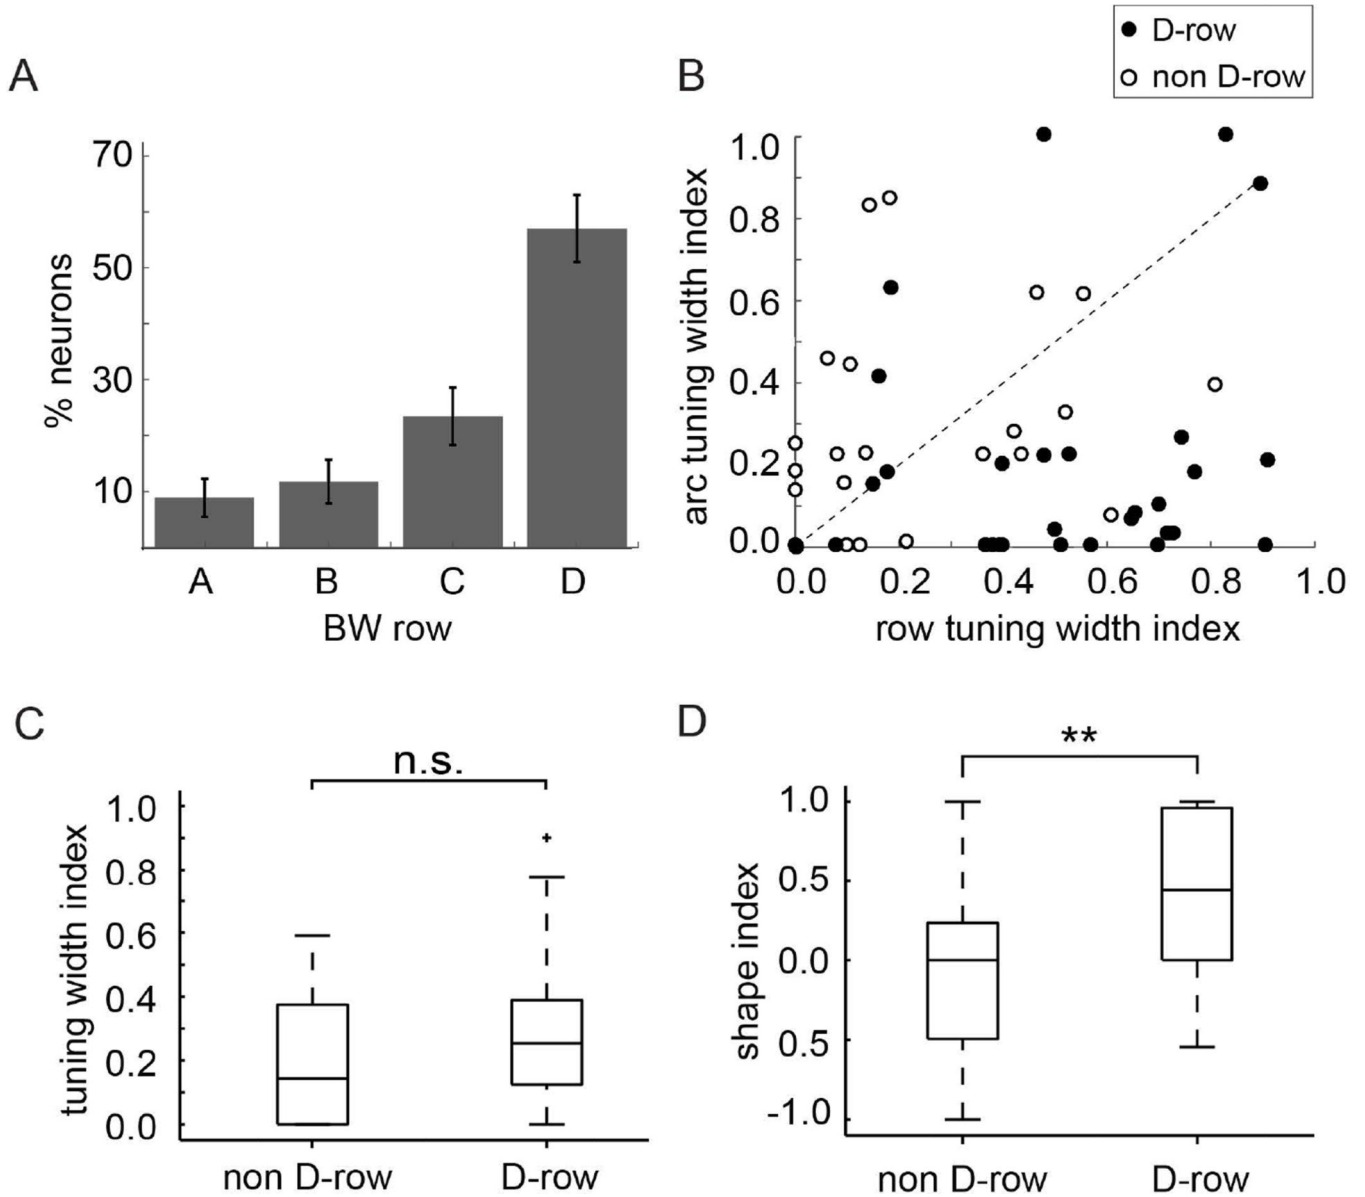 A
70
50
30
10
% neurons
A B C D
BW row
B
D-row
non D-row
1.0
0.8
0.6
0.4
0.2
0.0
arc tuning width index
0.0 0.2 0.4 0.6 0.8 1.0
row tuning width index
C
n.s.
1.0
0.8
0.6
0.4
0.2
0.0
tuning width index
non D-row D-row
D
**
1.0
0.5
0.0
0.5
-1.0
shape index
non D-row D-row